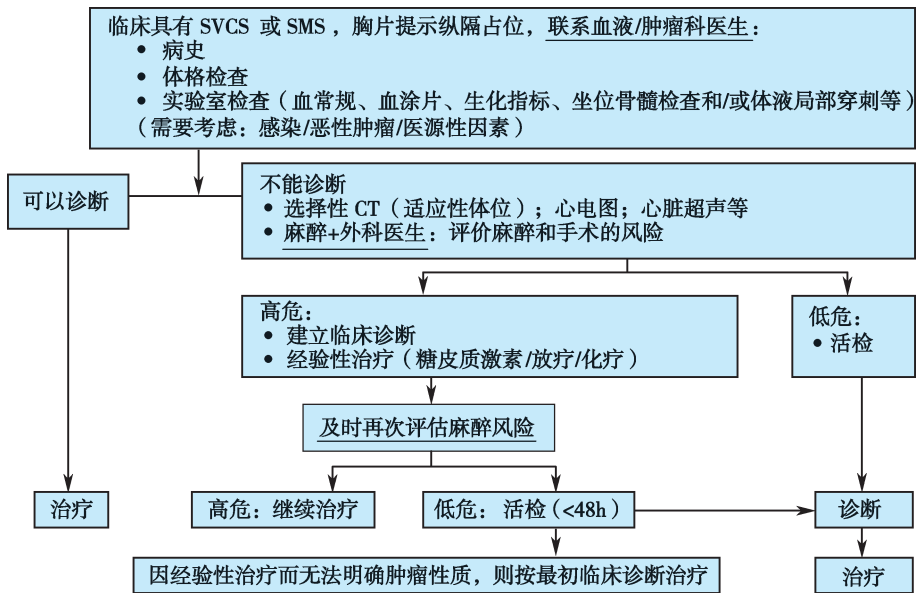 临床具有 SVCS 或 SMS，胸片提示纵隔占位，联系血液/肿瘤科医生：
• 病史
• 体格检查
• 实验室检查（血常规、血涂片、生化指标、坐位骨髓检查和/或体液局部穿刺等）
（需要考虑：感染/恶性肿瘤/医源性因素）
可以诊断
不能诊断
• 选择性 CT（适应性体位）；心电图；心脏超声等
• 麻醉+外科医生：评价麻醉和手术的风险
高危：
• 建立临床诊断
• 经验性治疗（糖皮质激素/放疗/化疗）
低危：
• 活检
及时再次评估麻醉风险
治疗
高危：继续治疗
低危：活检（<48h）
诊断
因经验性治疗而无法明确肿瘤性质，则按最初临床诊断治疗
治疗